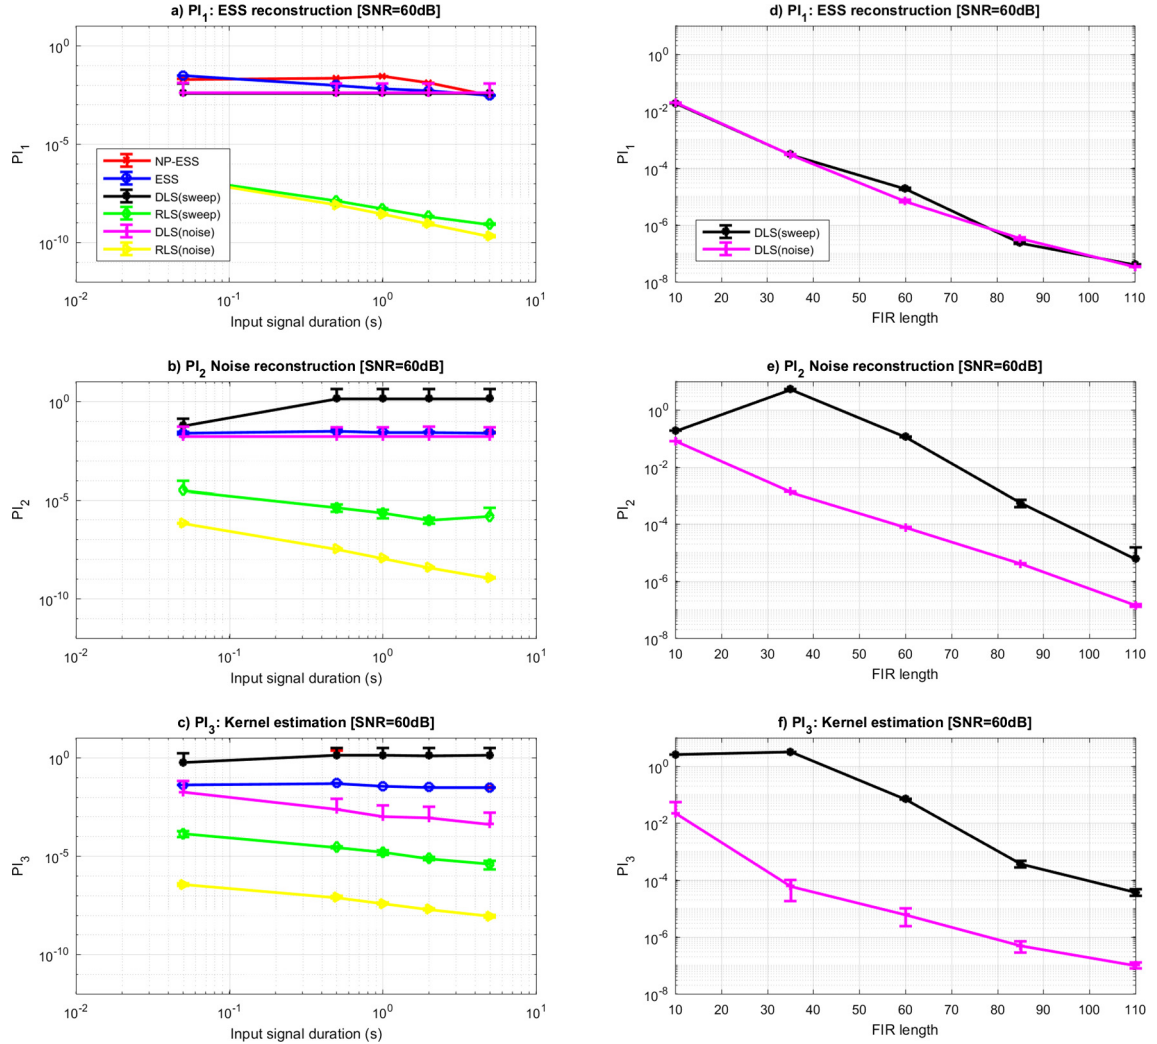 a) PI1: ESS reconstruction [SNR=60dB]
10^0
10^-5
10^-10
PI1
NP-ESS
ESS
DLS(sweep)
RLS(sweep)
DLS(noise)
RLS(noise)
10^-2
10^-1
10^0
10^1
Input signal duration (s)
d) PI1: ESS reconstruction [SNR=60dB]
10^0
10^-2
10^-4
10^-6
10^-8
PI1
DLS(sweep)
DLS(noise)
10 20 30 40 50 60 70 80 90 100 110
FIR length
b) PI2 Noise reconstruction [SNR=60dB]
10^0
10^-5
10^-10
PI2
10^-2
10^-1
10^0
10^1
Input signal duration (s)
e) PI2 Noise reconstruction [SNR=60dB]
10^0
10^-2
10^-4
10^-6
10^-8
PI2
10 20 30 40 50 60 70 80 90 100 110
FIR length
c) PI3: Kernel estimation [SNR=60dB]
10^0
10^-5
10^-10
PI3
10^-2
10^-1
10^0
10^1
Input signal duration (s)
f) PI3: Kernel estimation [SNR=60dB]
10^0
10^-2
10^-4
10^-6
10^-8
PI3
10 20 30 40 50 60 70 80 90 100 110
FIR length